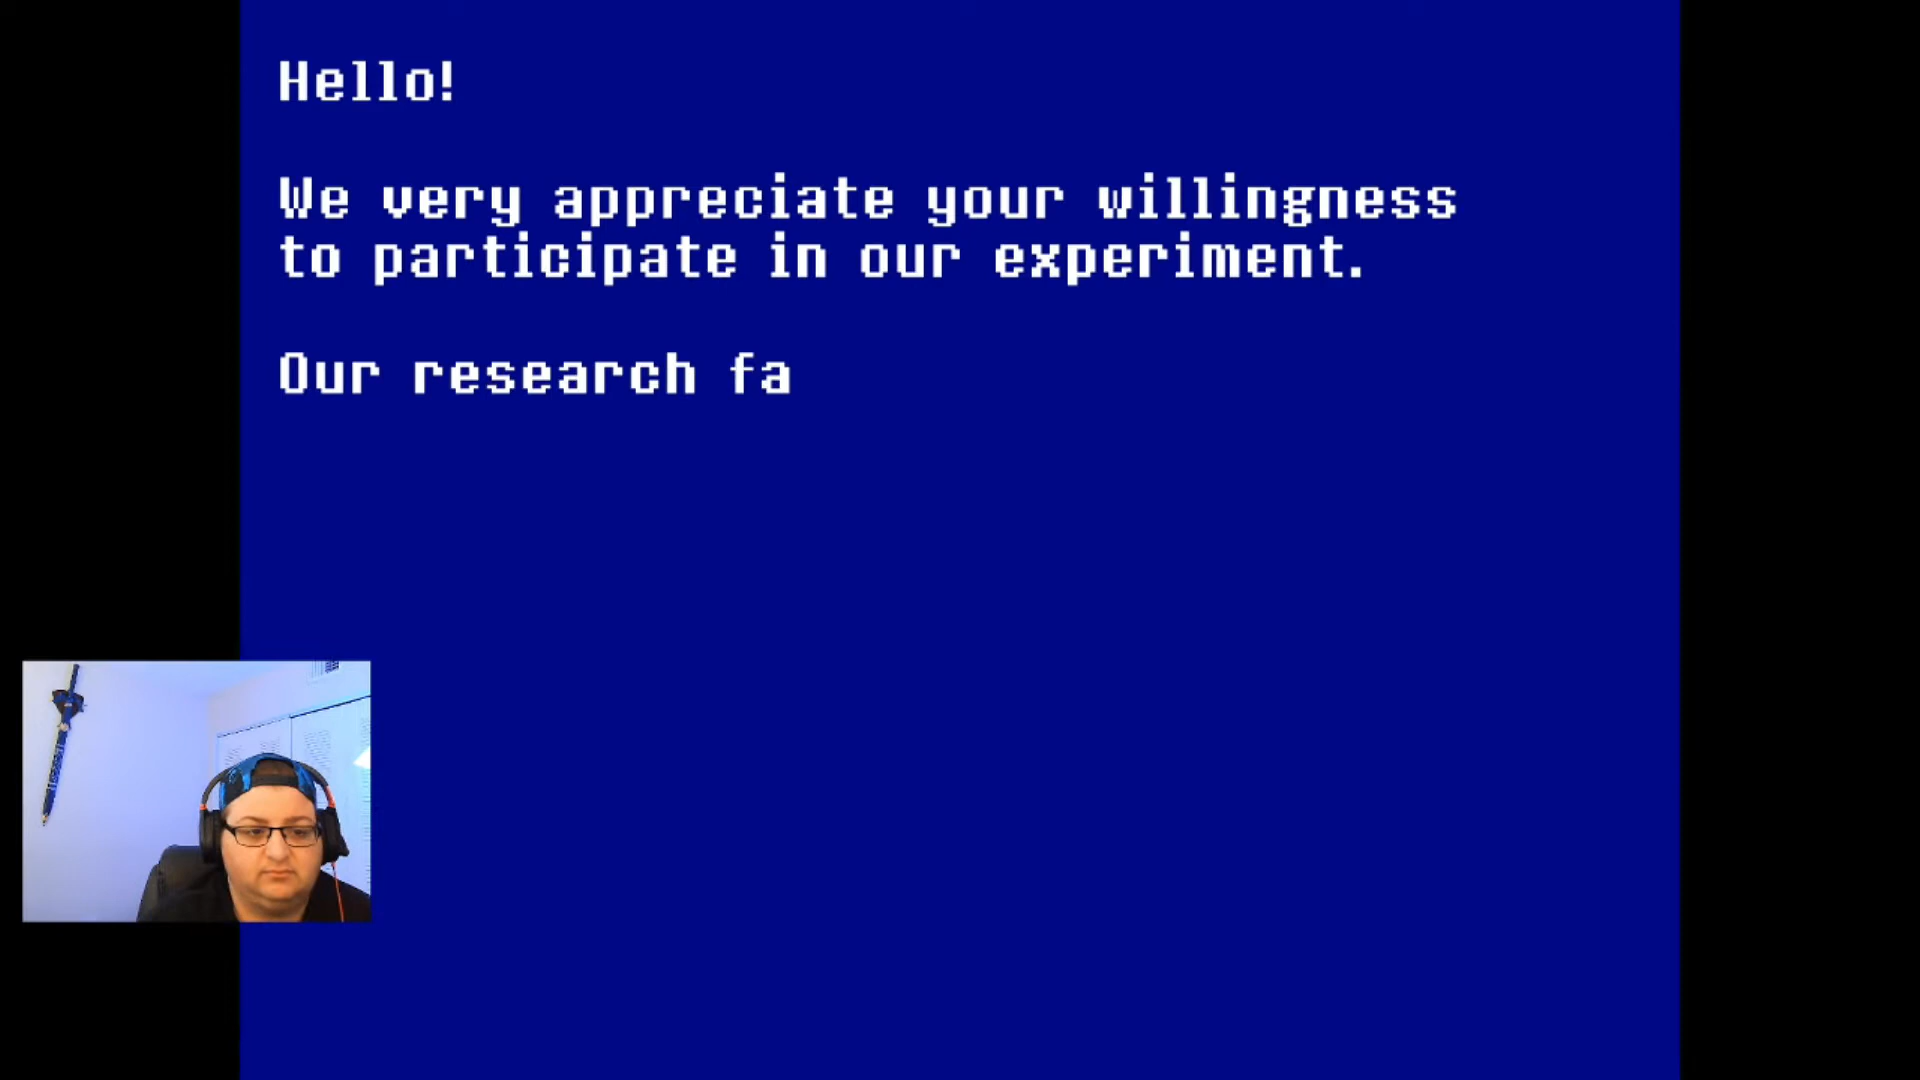 Hello!
We very appreciate your willingness
to participate in our experiment.
Our research fa